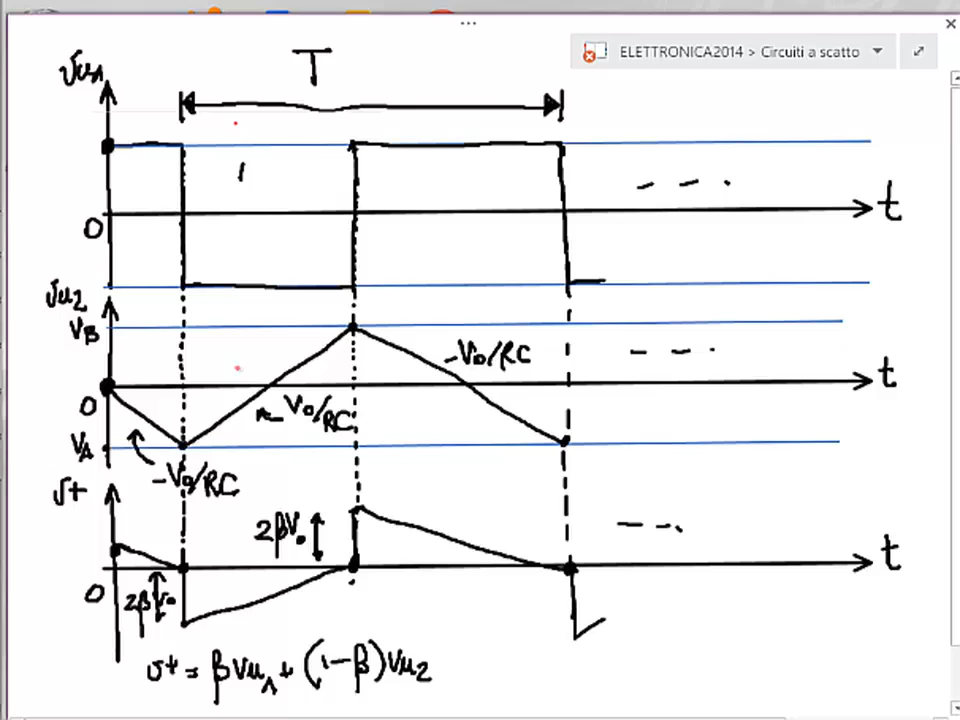 ELETTRONICA2014 > Circuiti a scatto
Vu1
T
1
0
t
Vu2
VB
-V0/RC
0
t
V0/RC
VA
-V0/RC
v+
2βV0
0
t
2βV0
v+ = βVu1 + (1-β)Vu2